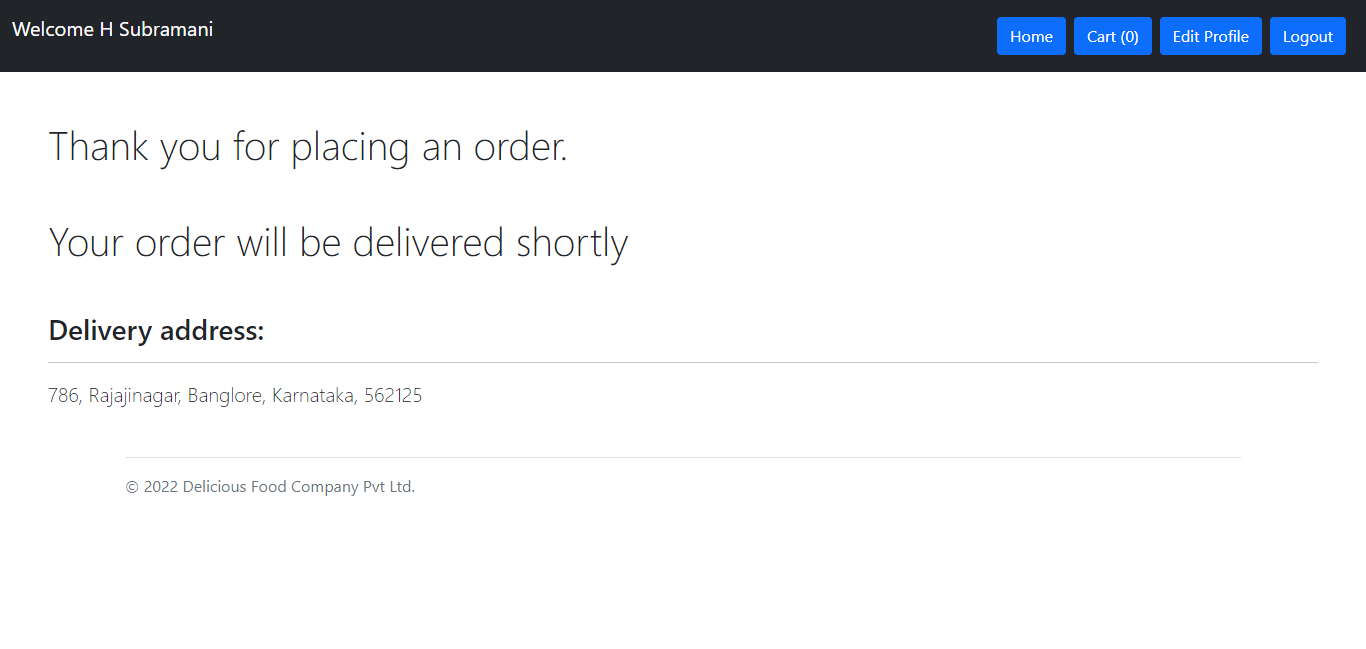 Welcome H Subramani
Home
Cart (0)
Edit Profile
Logout
Thank you for placing an order.
Your order will be delivered shortly
Delivery address:
786, Rajajinagar, Banglore, Karnataka, 562125
© 2022 Delicious Food Company Pvt Ltd.